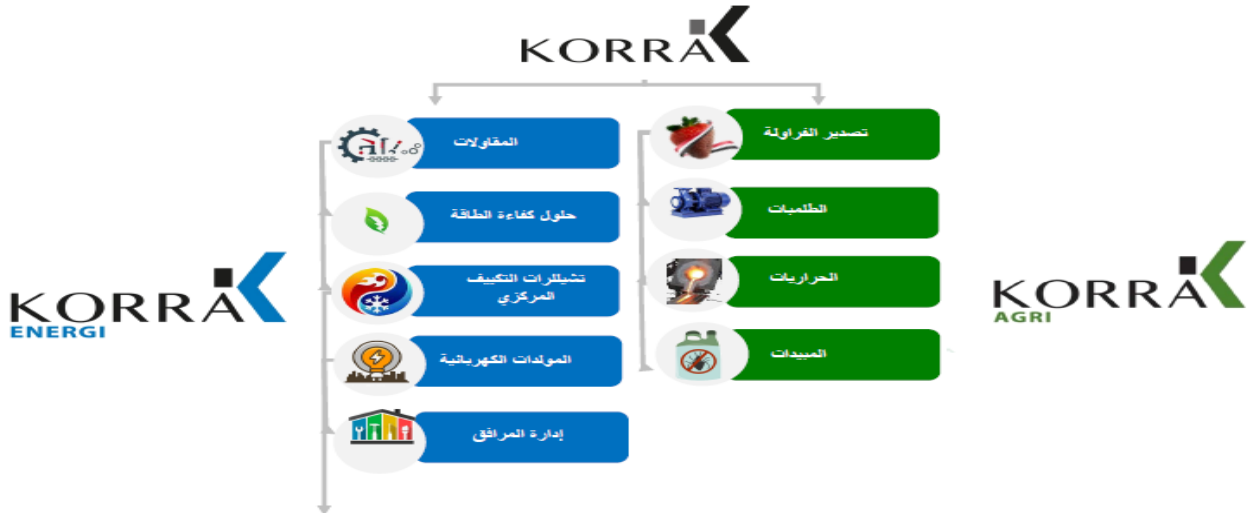 KORRA
المقاولات
حلول كفاءة الطاقة
تشيللرات التكييف
المركزي
المولدات الكهربائية
إدارة المرافق
تصدير الفراولة
الطلمبات
الحراريات
المبيدات
KORRA
ENERGI
KORRA
AGRI